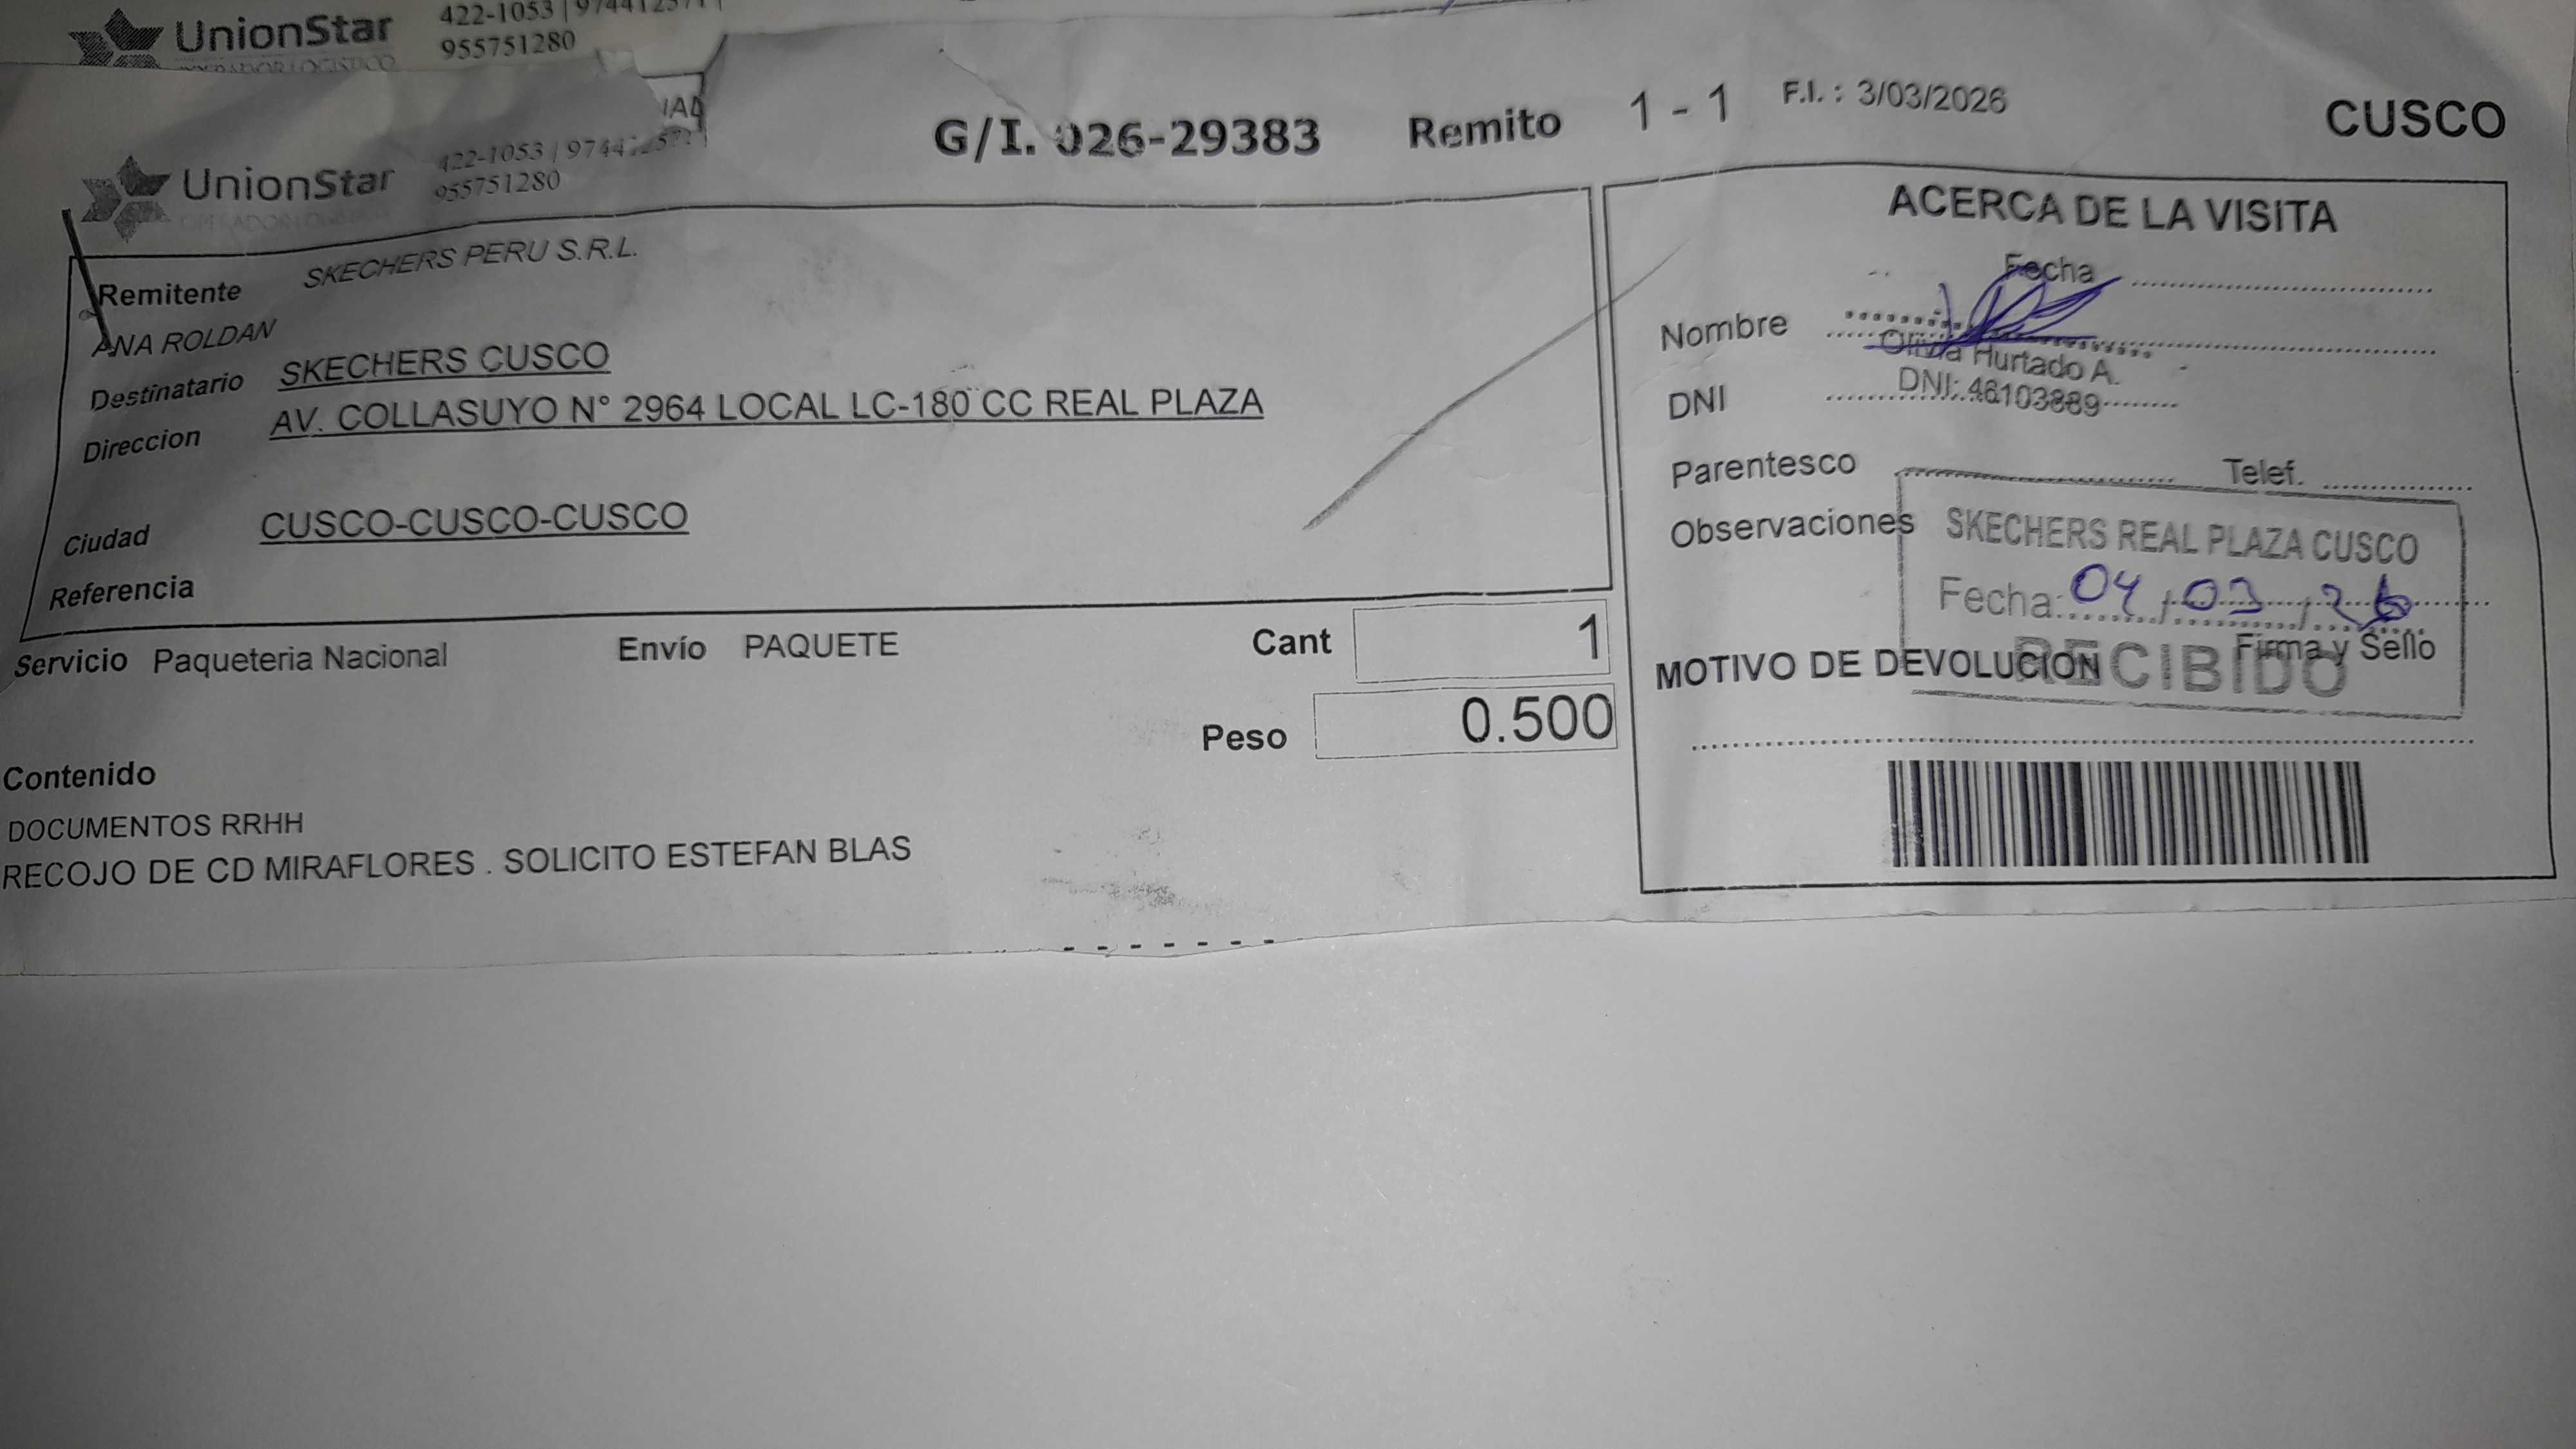 UnionStar
422-1053 |
955751280
UnionStar
422-1053 |
955751280
G/I. 026-29383
Remito
1 - 1
F.I. : 3/03/2026
CUSCO
Remitente SKECHERS PERU S.R.L.
ANA ROLDAN
Destinatario SKECHERS CUSCO
Direccion AV. COLLASUYO N° 2964 LOCAL LC-180 CC REAL PLAZA
Ciudad CUSCO-CUSCO-CUSCO
Referencia
Servicio Paqueteria Nacional Envío PAQUETE Cant 1
Peso 0.500
Contenido
DOCUMENTOS RRHH
RECOJO DE CD MIRAFLORES . SOLICITO ESTEFAN BLAS
ACERCA DE LA VISITA
Fecha
Nombre
Olivia Hurtado A.
DNI
DNI: 46103889
Parentesco Telef.
Observaciones
SKECHERS REAL PLAZA CUSCO
Fecha: 04/03/26
Firma y Sello
MOTIVO DE DEVOLUCION
RECIBIDO